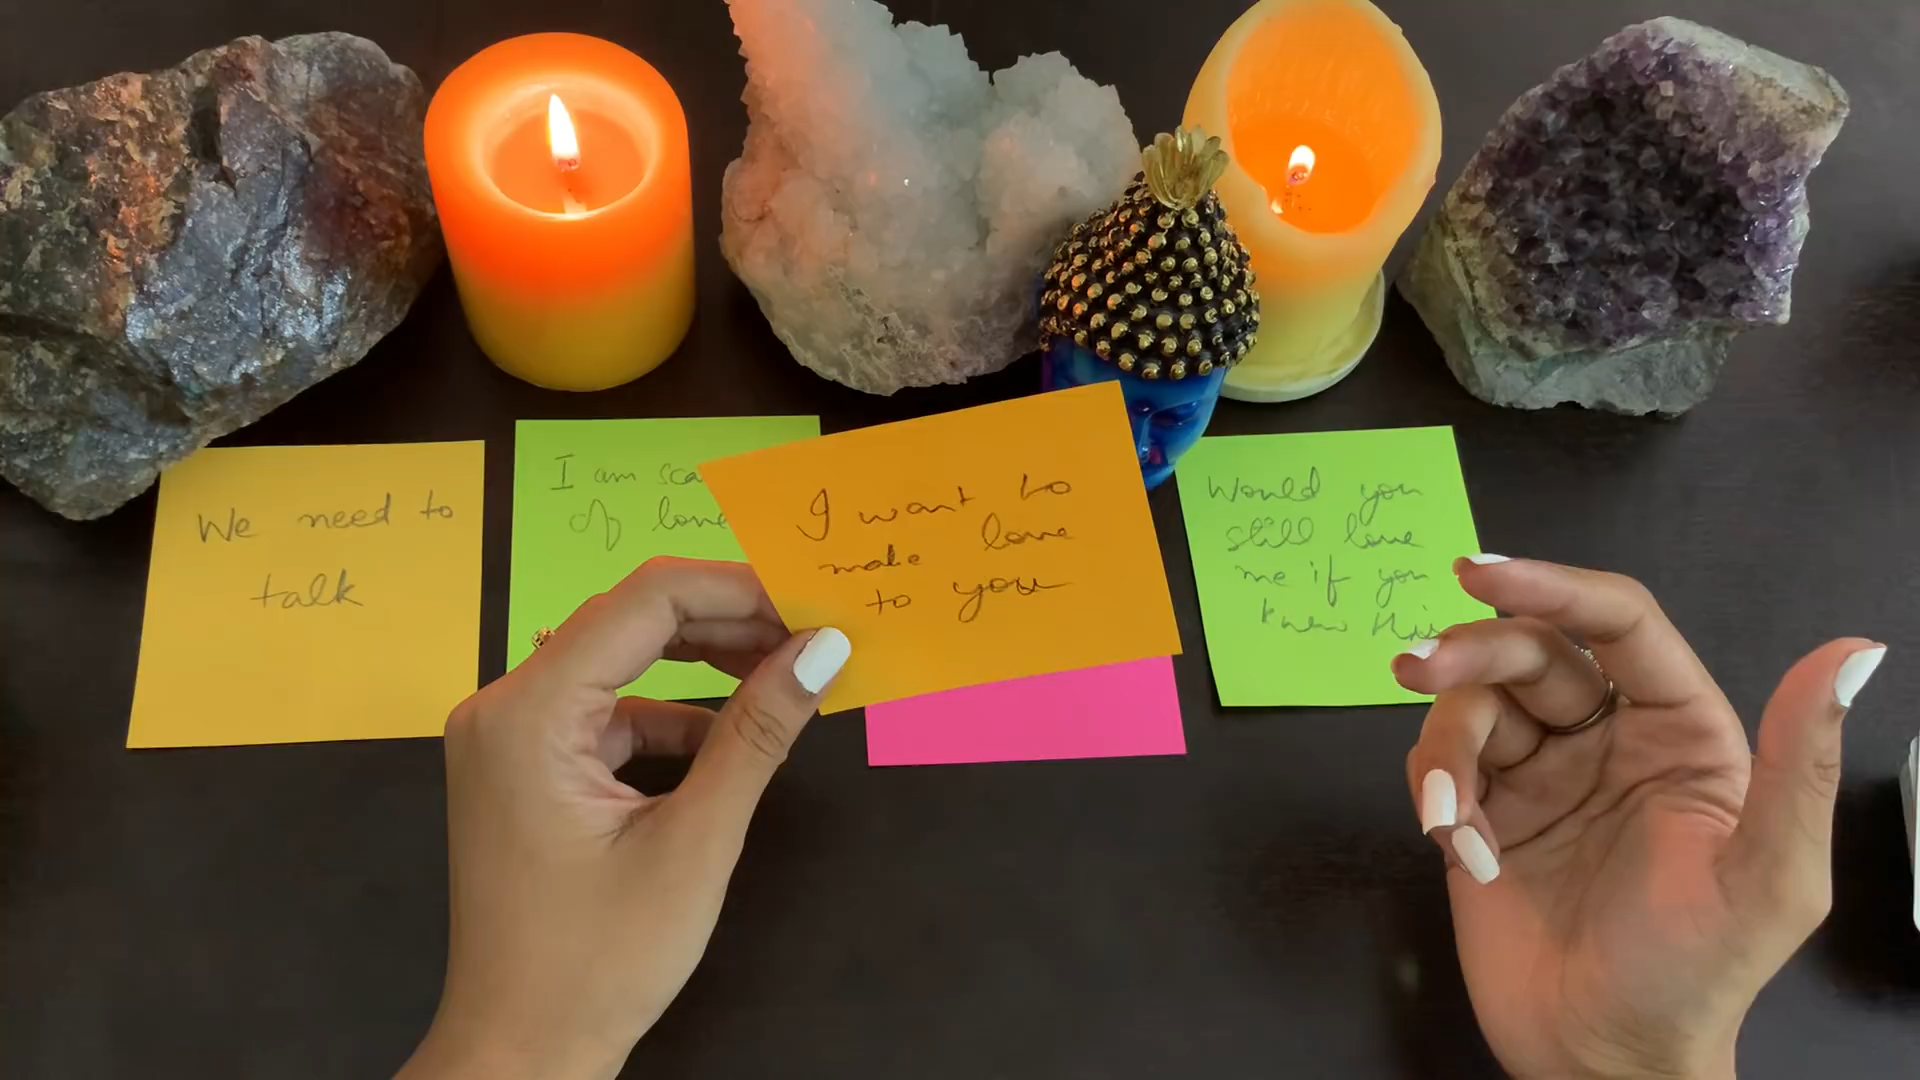 We need to
talk
I am sca
of love
I want to
make love
to you
Would you
still love
me if you
knew this